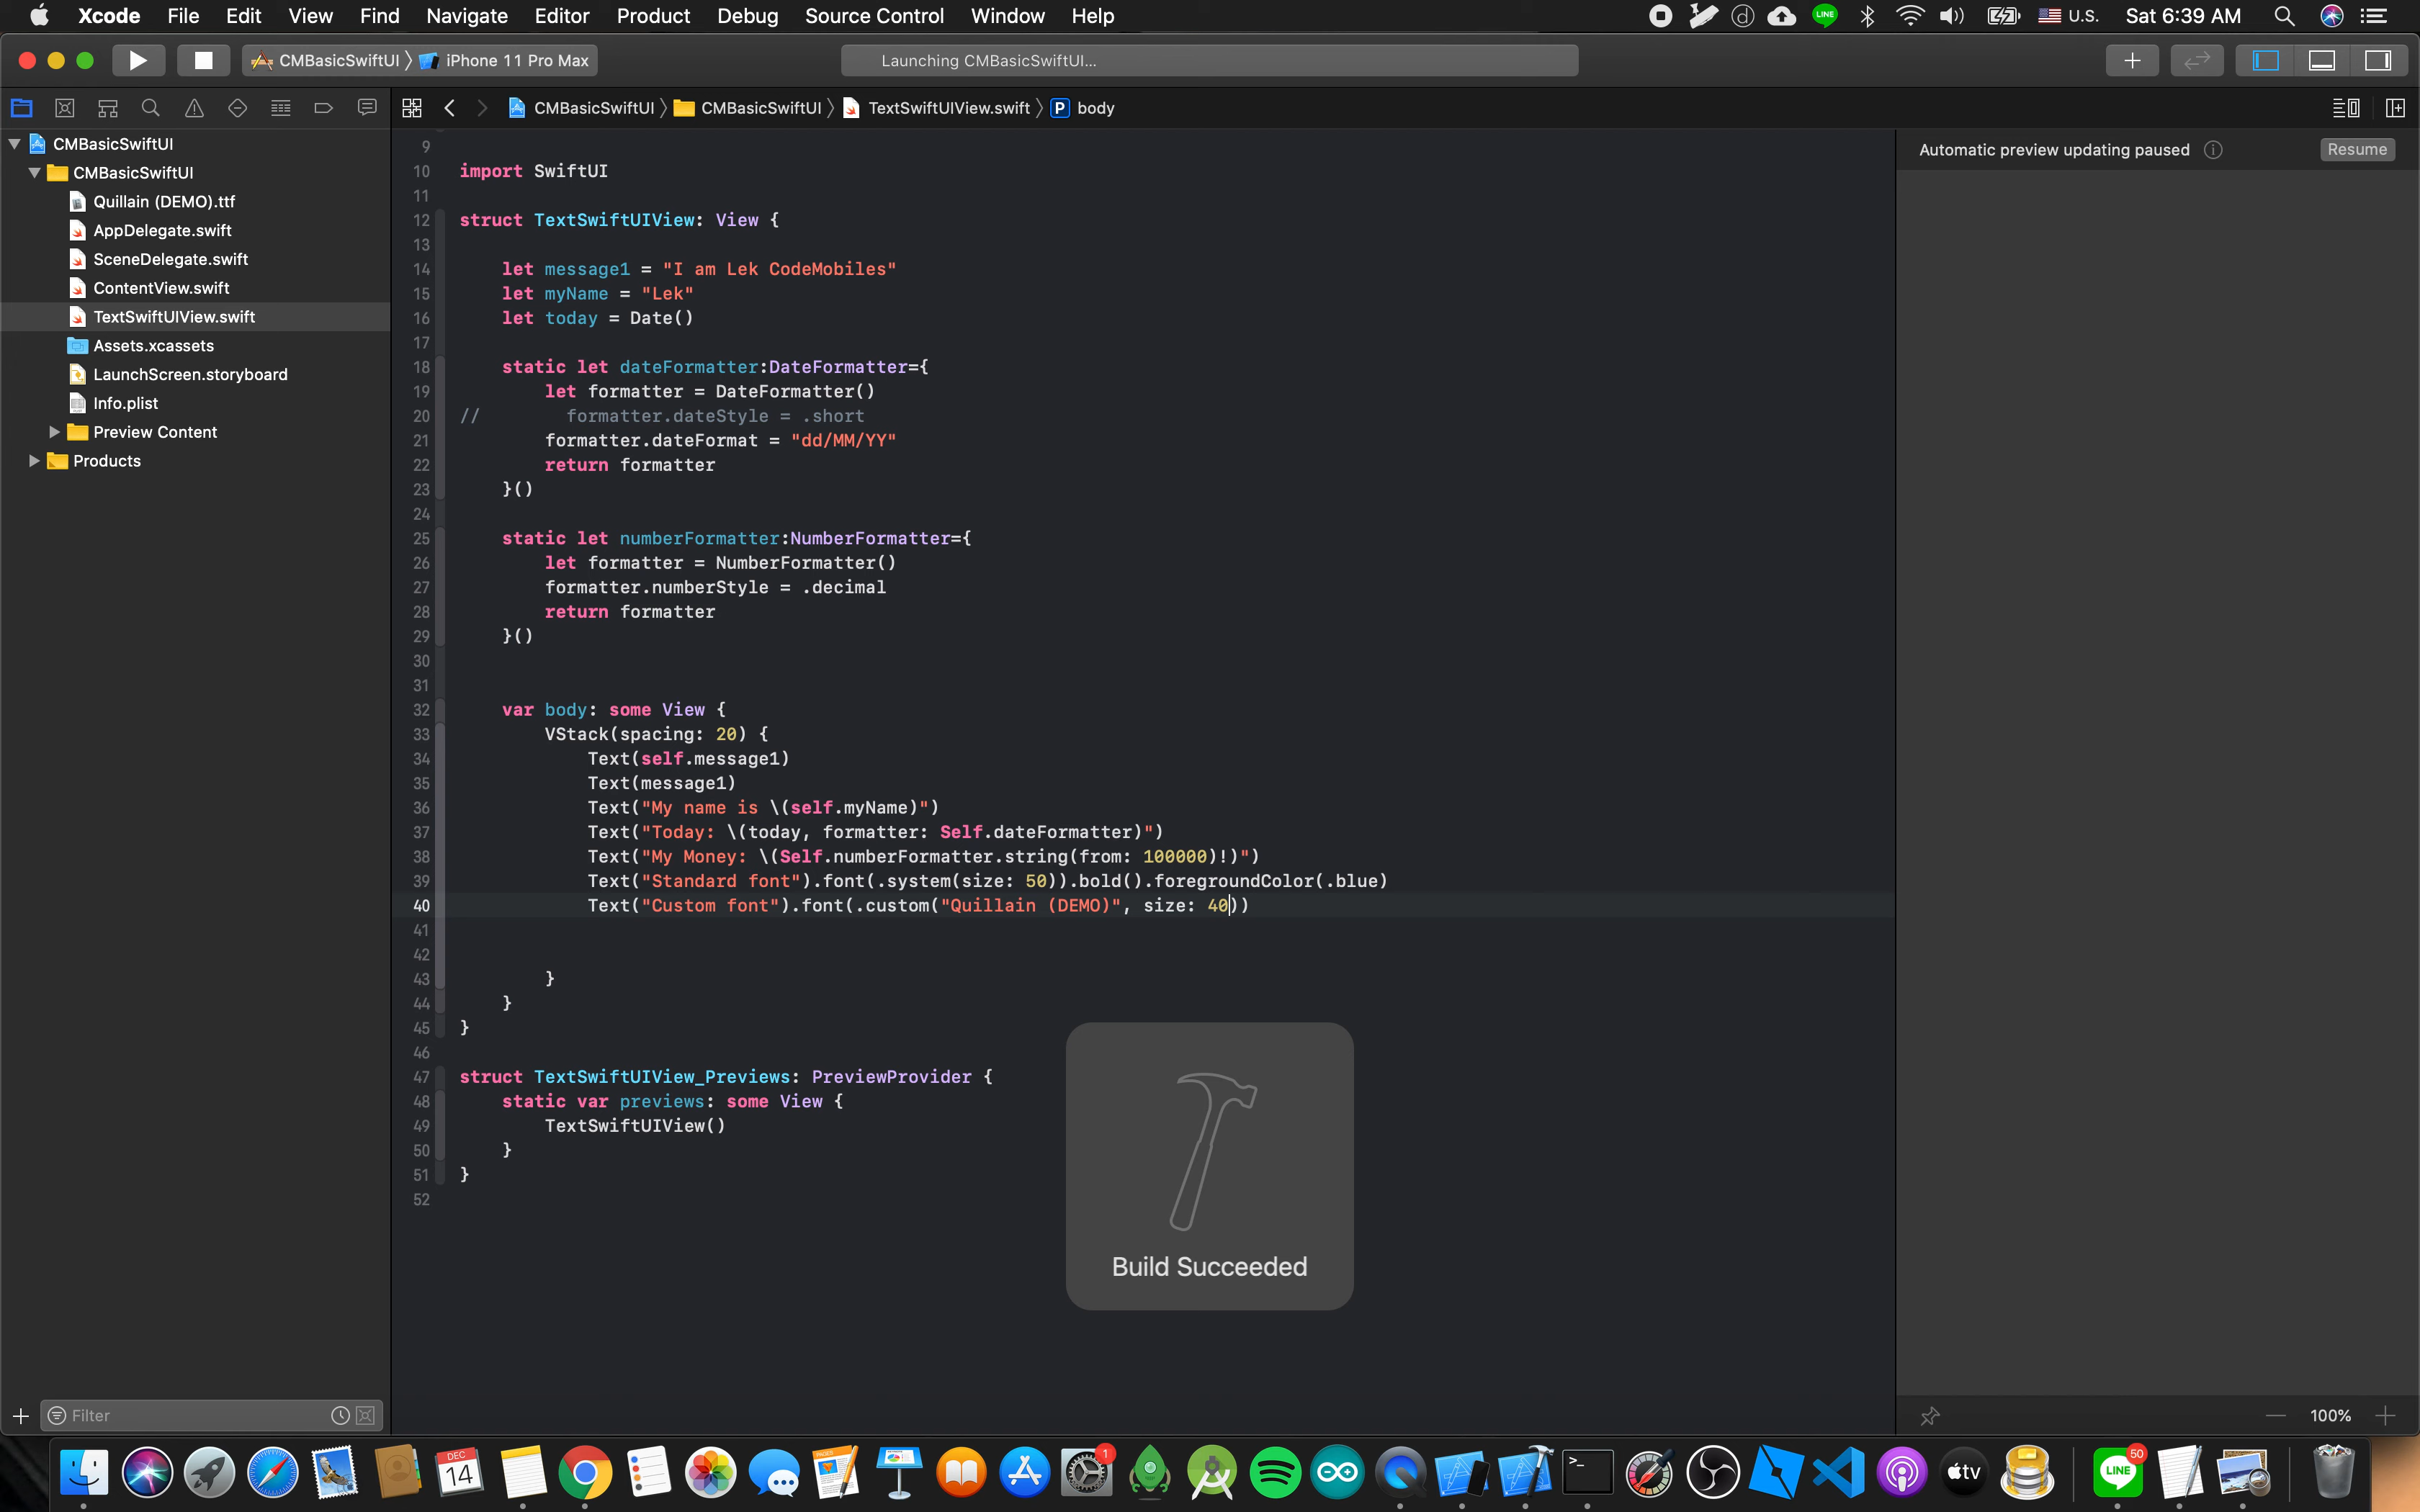 Xcode File Edit View Find Navigate Editor Product Debug Source Control Window Help LINE U.S. Sat 6:39 AM
CMBasicSwiftUI iPhone 11 Pro Max Launching CMBasicSwiftUI...
CMBasicSwiftUI CMBasicSwiftUI TextSwiftUIView.swift P body
CMBasicSwiftUI
CMBasicSwiftUI
Quillain (DEMO).ttf
AppDelegate.swift
SceneDelegate.swift
ContentView.swift
TextSwiftUIView.swift
Assets.xcassets
LaunchScreen.storyboard
Info.plist
Preview Content
Products
Filter
9
10 import SwiftUI
11
12 struct TextSwiftUIView: View {
13
14 let message1 = "I am Lek CodeMobiles"
15 let myName = "Lek"
16 let today = Date()
17
18 static let dateFormatter:DateFormatter={
19 let formatter = DateFormatter()
20 // formatter.dateStyle = .short
21 formatter.dateFormat = "dd/MM/YY"
22 return formatter
23 }()
24
25 static let numberFormatter:NumberFormatter={
26 let formatter = NumberFormatter()
27 formatter.numberStyle = .decimal
28 return formatter
29 }()
30
31
32 var body: some View {
33 VStack(spacing: 20) {
34 Text(self.message1)
35 Text(message1)
36 Text("My name is \(self.myName)")
37 Text("Today: \(today, formatter: Self.dateFormatter)")
38 Text("My Money: \(Self.numberFormatter.string(from: 100000)!)")
39 Text("Standard font").font(.system(size: 50)).bold().foregroundColor(.blue)
40 Text("Custom font").font(.custom("Quillain (DEMO)", size: 40))
41
42
43 }
44 }
45 }
46
47 struct TextSwiftUIView_Previews: PreviewProvider {
48 static var previews: some View {
49 TextSwiftUIView()
50 }
51 }
52
Build Succeeded
Automatic preview updating paused Resume
100%
DEC
14
1
tv
LINE
50